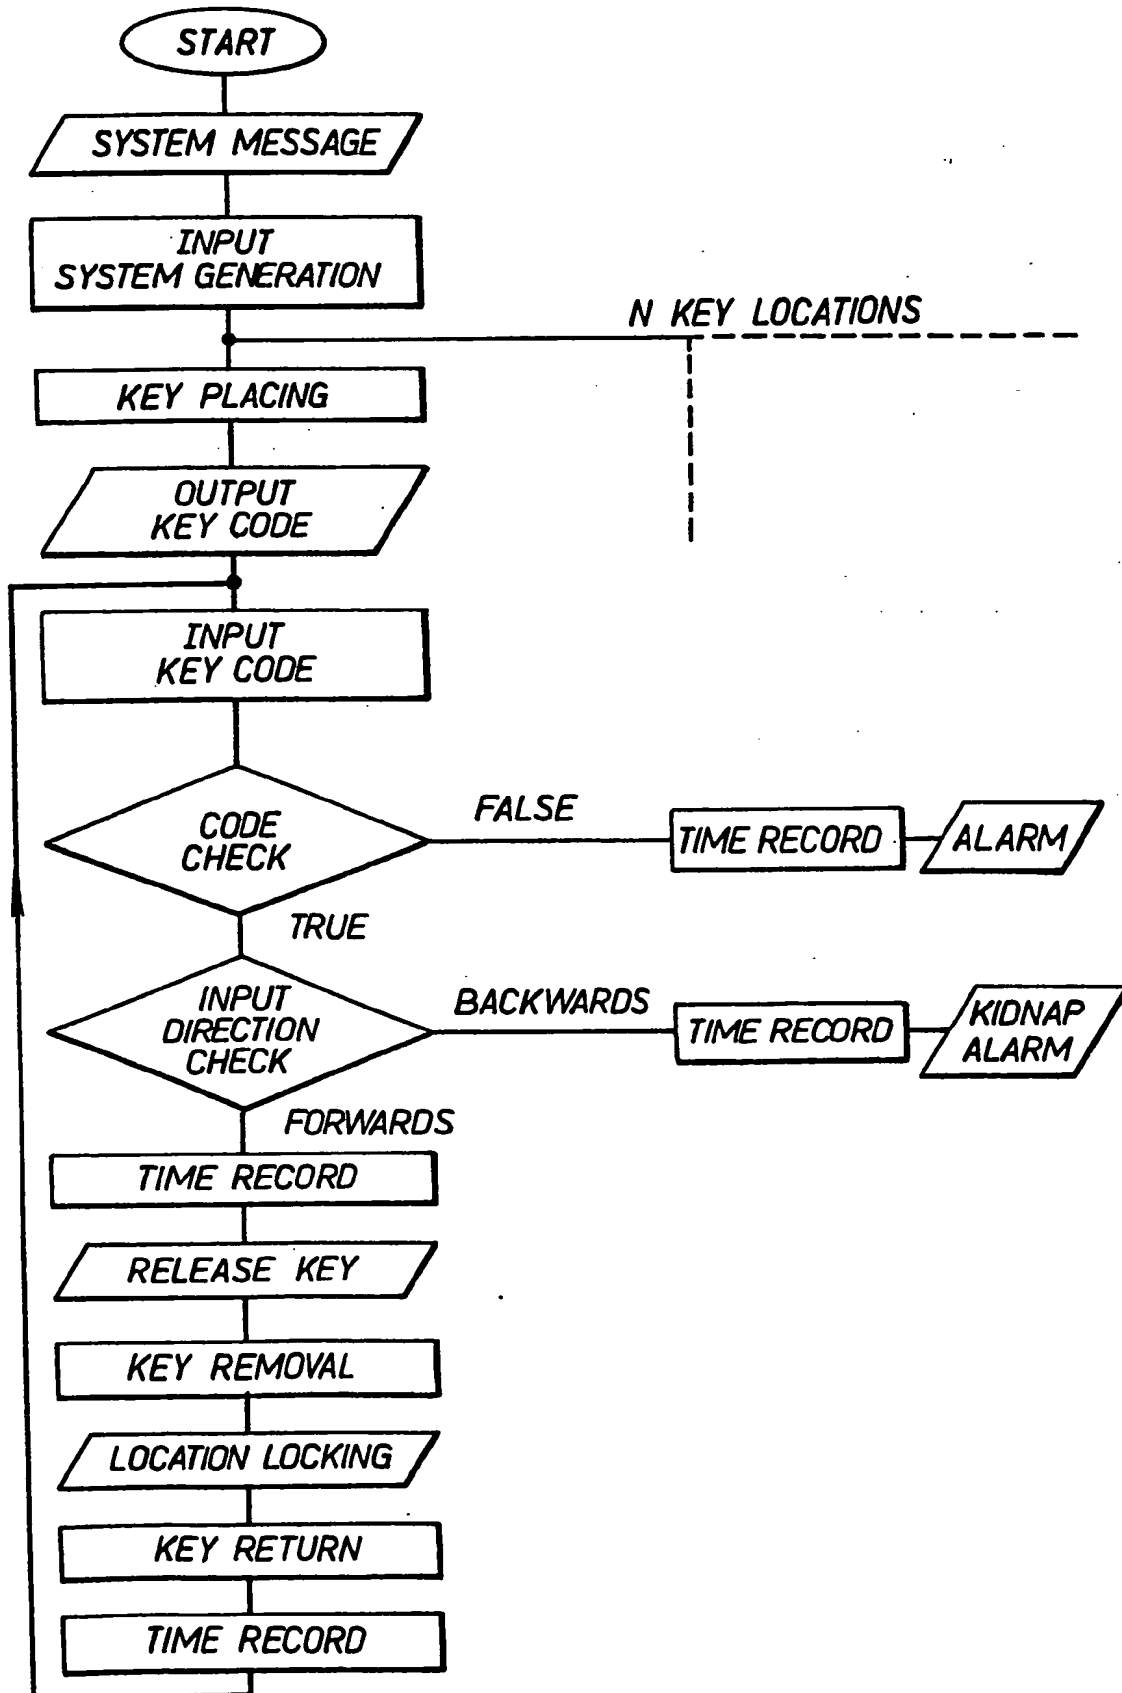 START
SYSTEM MESSAGE
INPUT
SYSTEM GENERATION
N KEY LOCATIONS
KEY PLACING
OUTPUT
KEY CODE
INPUT
KEY CODE
CODE
CHECK
FALSE
TIME RECORD
ALARM
TRUE
INPUT
DIRECTION
CHECK
BACKWARDS
TIME RECORD
KIDNAP
ALARM
FORWARDS
TIME RECORD
RELEASE KEY
KEY REMOVAL
LOCATION LOCKING
KEY RETURN
TIME RECORD